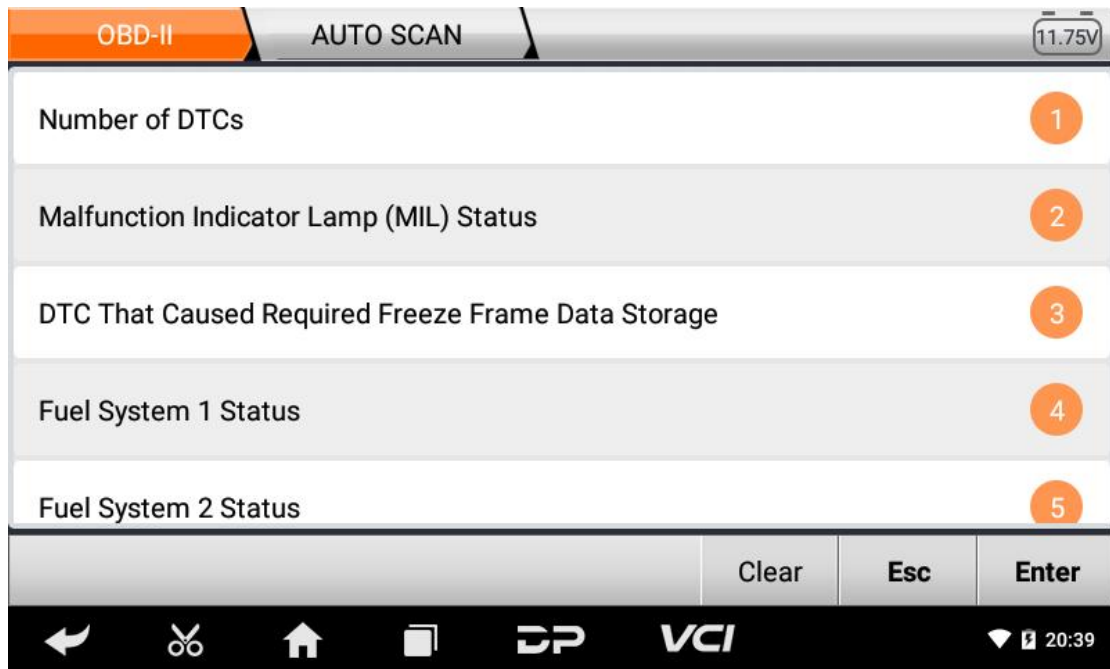 OBD-II
AUTO SCAN
11.75V
Number of DTCs
1
Malfunction Indicator Lamp (MIL) Status
2
DTC That Caused Required Freeze Frame Data Storage
3
Fuel System 1 Status
4
Fuel System 2 Status
5
Clear
Esc
Enter
DP
VCI
20:39